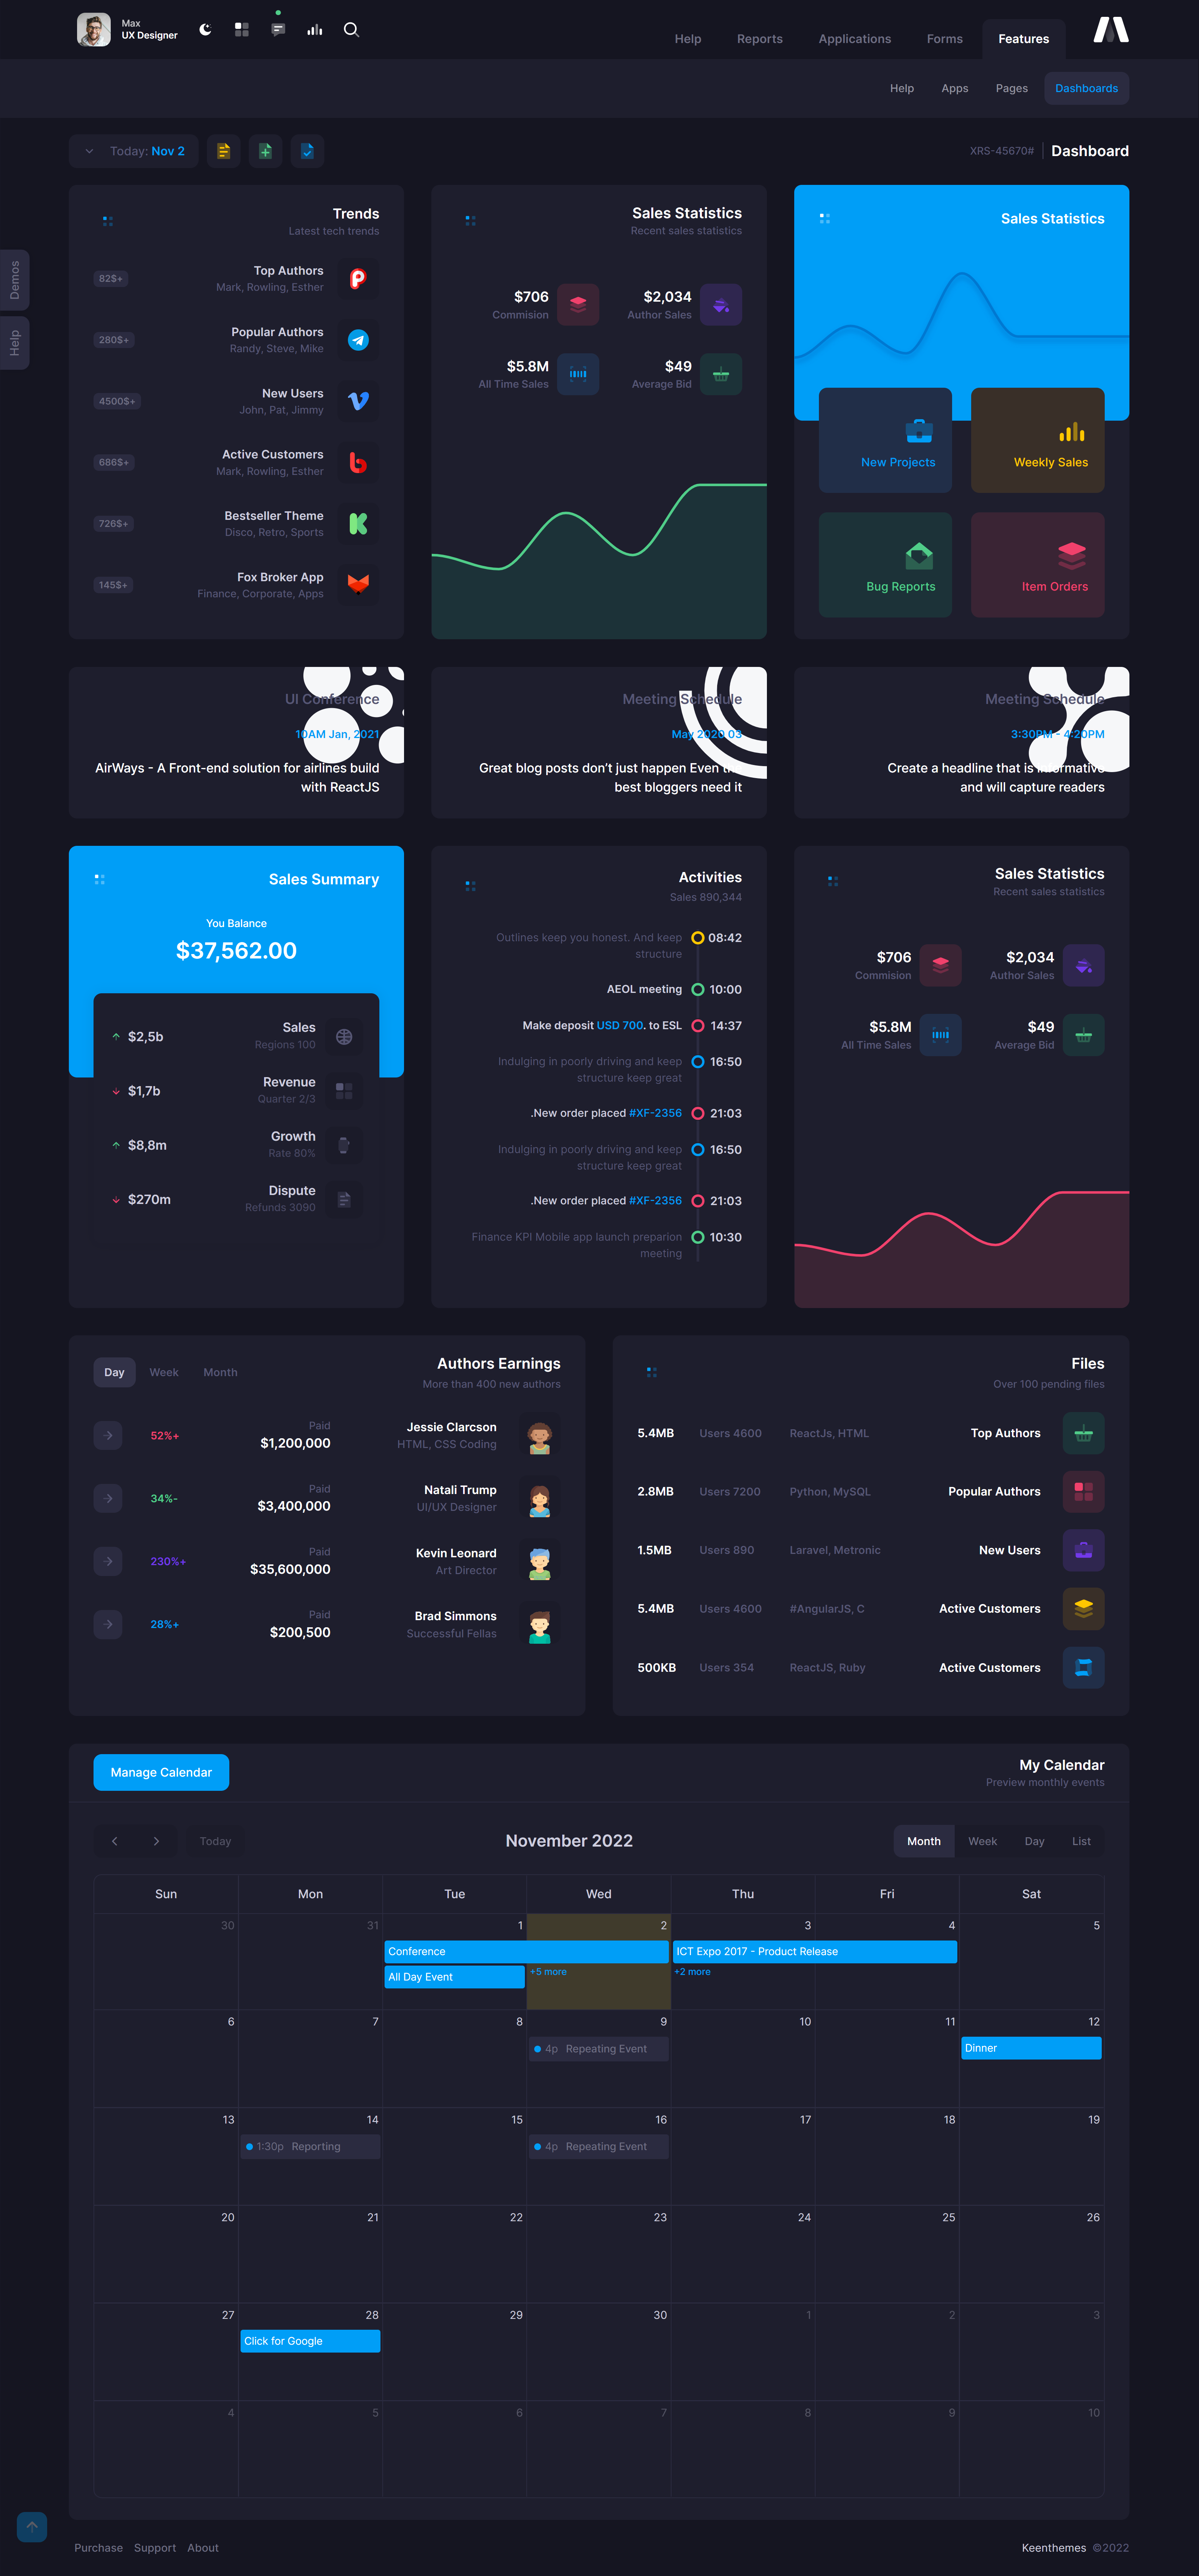 Max
UX Designer
Help
Reports
Applications
Forms
Features
Help
Apps
Pages
Dashboards
Today: Nov 2
XRS-45670#
Dashboard
Demos
Help
Trends
Latest tech trends
82$+
Top Authors
Mark, Rowling, Esther
280$+
Popular Authors
Randy, Steve, Mike
4500$+
New Users
John, Pat, Jimmy
686$+
Active Customers
Mark, Rowling, Esther
726$+
Bestseller Theme
Disco, Retro, Sports
145$+
Fox Broker App
Finance, Corporate, Apps
Sales Statistics
Recent sales statistics
$706
Commision
$2,034
Author Sales
$5.8M
All Time Sales
$49
Average Bid
Sales Statistics
New Projects
Weekly Sales
Bug Reports
Item Orders
UI Conference
10AM Jan, 2021
AirWays - A Front-end solution for airlines build
with ReactJS
Meeting Schedule
May 2020 03
Great blog posts don't just happen Even the
best bloggers need it
Meeting Schedule
3:30PM - 4:20PM
Create a headline that is informative
and will capture readers
Sales Summary
You Balance
$37,562.00
$2,5b
Sales
Regions 100
$1,7b
Revenue
Quarter 2/3
$8,8m
Growth
Rate 80%
$270m
Dispute
Refunds 3090
Activities
Sales 890,344
Outlines keep you honest. And keep
structure
08:42
AEOL meeting
10:00
Make deposit USD 700. to ESL
14:37
Indulging in poorly driving and keep
structure keep great
16:50
.New order placed #XF-2356
21:03
Indulging in poorly driving and keep
structure keep great
16:50
.New order placed #XF-2356
21:03
Finance KPI Mobile app launch preparion
meeting
10:30
Sales Statistics
Recent sales statistics
$706
Commision
$2,034
Author Sales
$5.8M
All Time Sales
$49
Average Bid
Day
Week
Month
Authors Earnings
More than 400 new authors
52%+
Paid
$1,200,000
Jessie Clarcson
HTML, CSS Coding
34%-
Paid
$3,400,000
Natali Trump
UI/UX Designer
230%+
Paid
$35,600,000
Kevin Leonard
Art Director
28%+
Paid
$200,500
Brad Simmons
Successful Fellas
Files
Over 100 pending files
5.4MB
Users 4600
ReactJs, HTML
Top Authors
2.8MB
Users 7200
Python, MySQL
Popular Authors
1.5MB
Users 890
Laravel, Metronic
New Users
5.4MB
Users 4600
#AngularJS, C
Active Customers
500KB
Users 354
ReactJS, Ruby
Active Customers
Manage Calendar
My Calendar
Preview monthly events
Today
November 2022
Month
Week
Day
List
Sun Mon Tue Wed Thu Fri Sat
30 31 1 2 3 4 5
Conference
ICT Expo 2017 - Product Release
All Day Event
+5 more
+2 more
6 7 8 9 10 11 12
4p Repeating Event
Dinner
13 14 15 16 17 18 19
1:30p Reporting
4p Repeating Event
20 21 22 23 24 25 26
27 28 29 30 1 2 3
Click for Google
4 5 6 7 8 9 10
Purchase
Support
About
Keenthemes ©2022